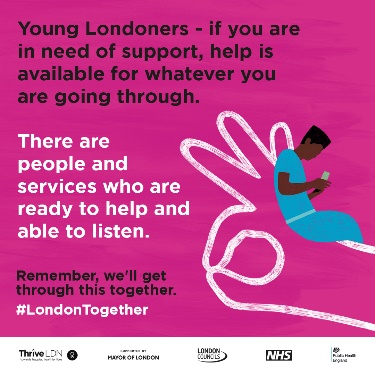 Young Londoners - if you are
in need of support, help is
available for whatever you
are going through.
There are
people and
services who are
ready to help and
able to listen.
Remember, we'll get
through this together.
#LondonTogether
Thrive LDN
SUPPORTED BY
MAYOR OF LONDON
LONDON
COUNCILS
NHS
Public Health
England